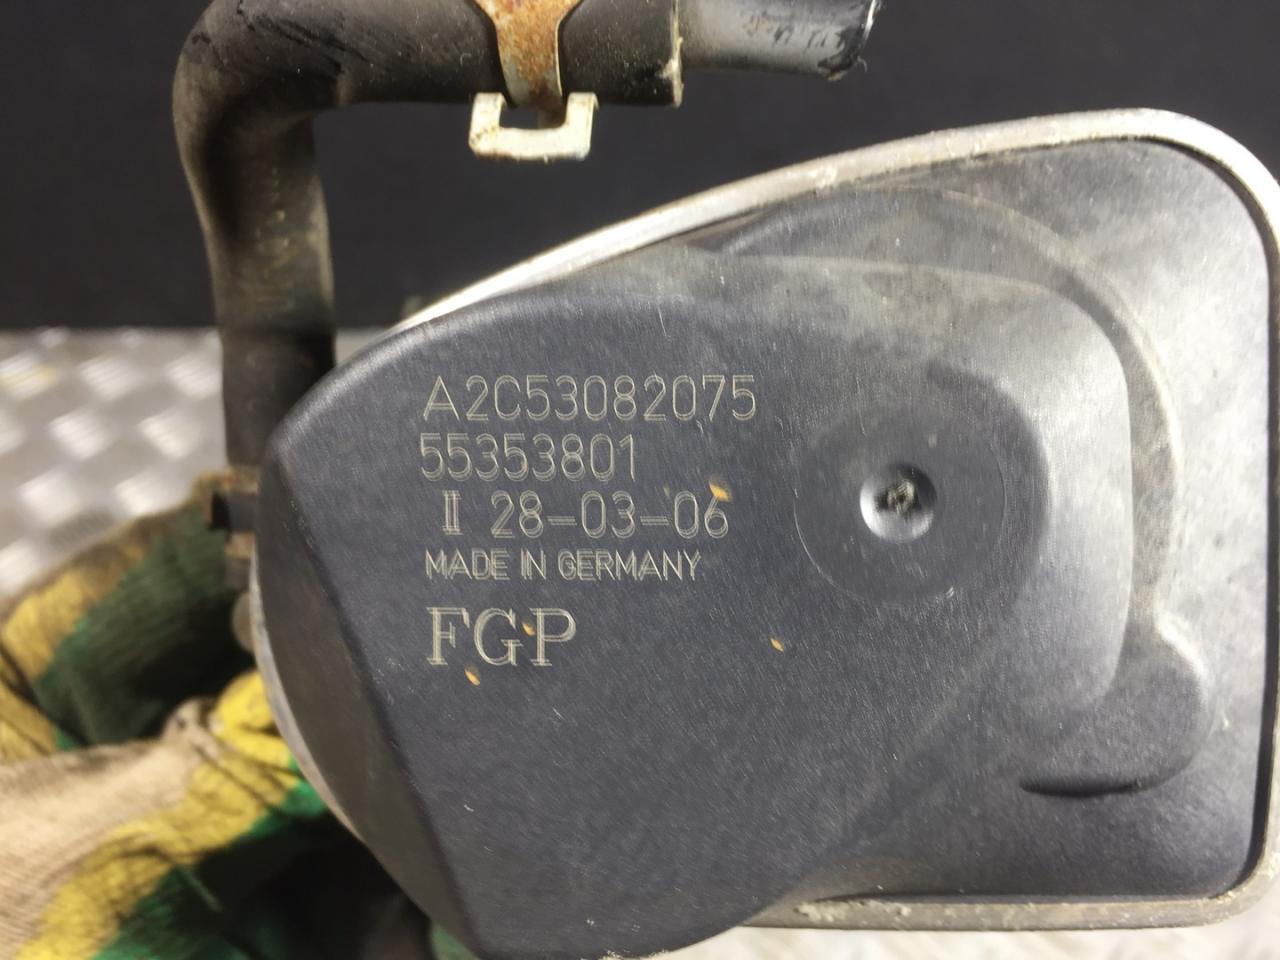 A2C53082075
55353801
II 28-03-06
MADE IN GERMANY
FGP